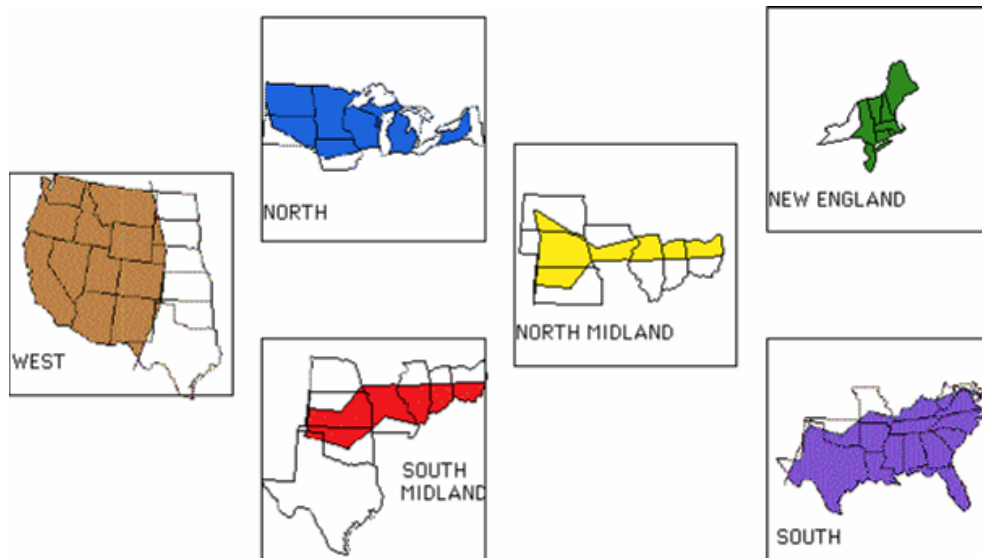 NORTH
NEW ENGLAND
NORTH MIDLAND
WEST
SOUTH
MIDLAND
SOUTH